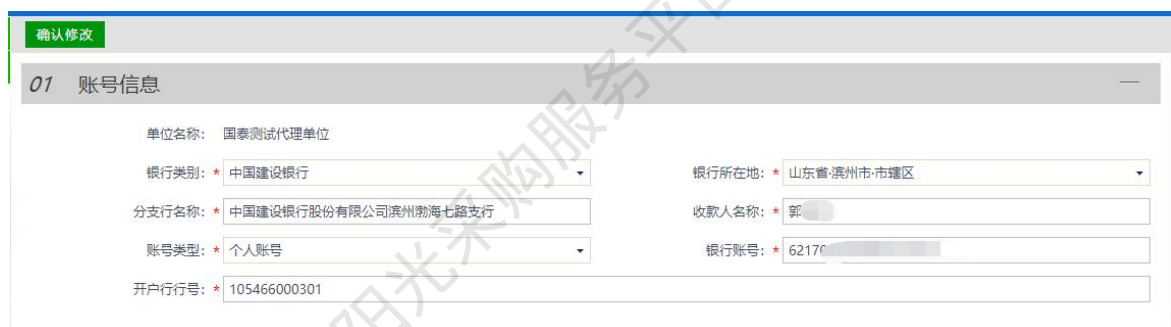 确认修改
01 账号信息
单位名称: 国泰测试代理单位
银行类别: * 中国建设银行 银行所在地: * 山东省·滨州市·市辖区
分支行名称: * 中国建设银行股份有限公司滨州渤海七路支行 收款人名称: * 郭
账号类型: * 个人账号 银行账号: * 6217
开户行行号: * 105466000301
阳光采购服务平台